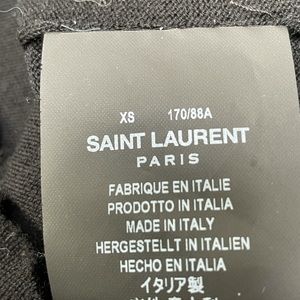 XS 170/88A
SAINT LAURENT
PARIS
FABRIQUE EN ITALIE
PRODOTTO IN ITALIA
MADE IN ITALY
HERGESTELLT IN ITALIEN
HECHO EN ITALIA
イタリア製